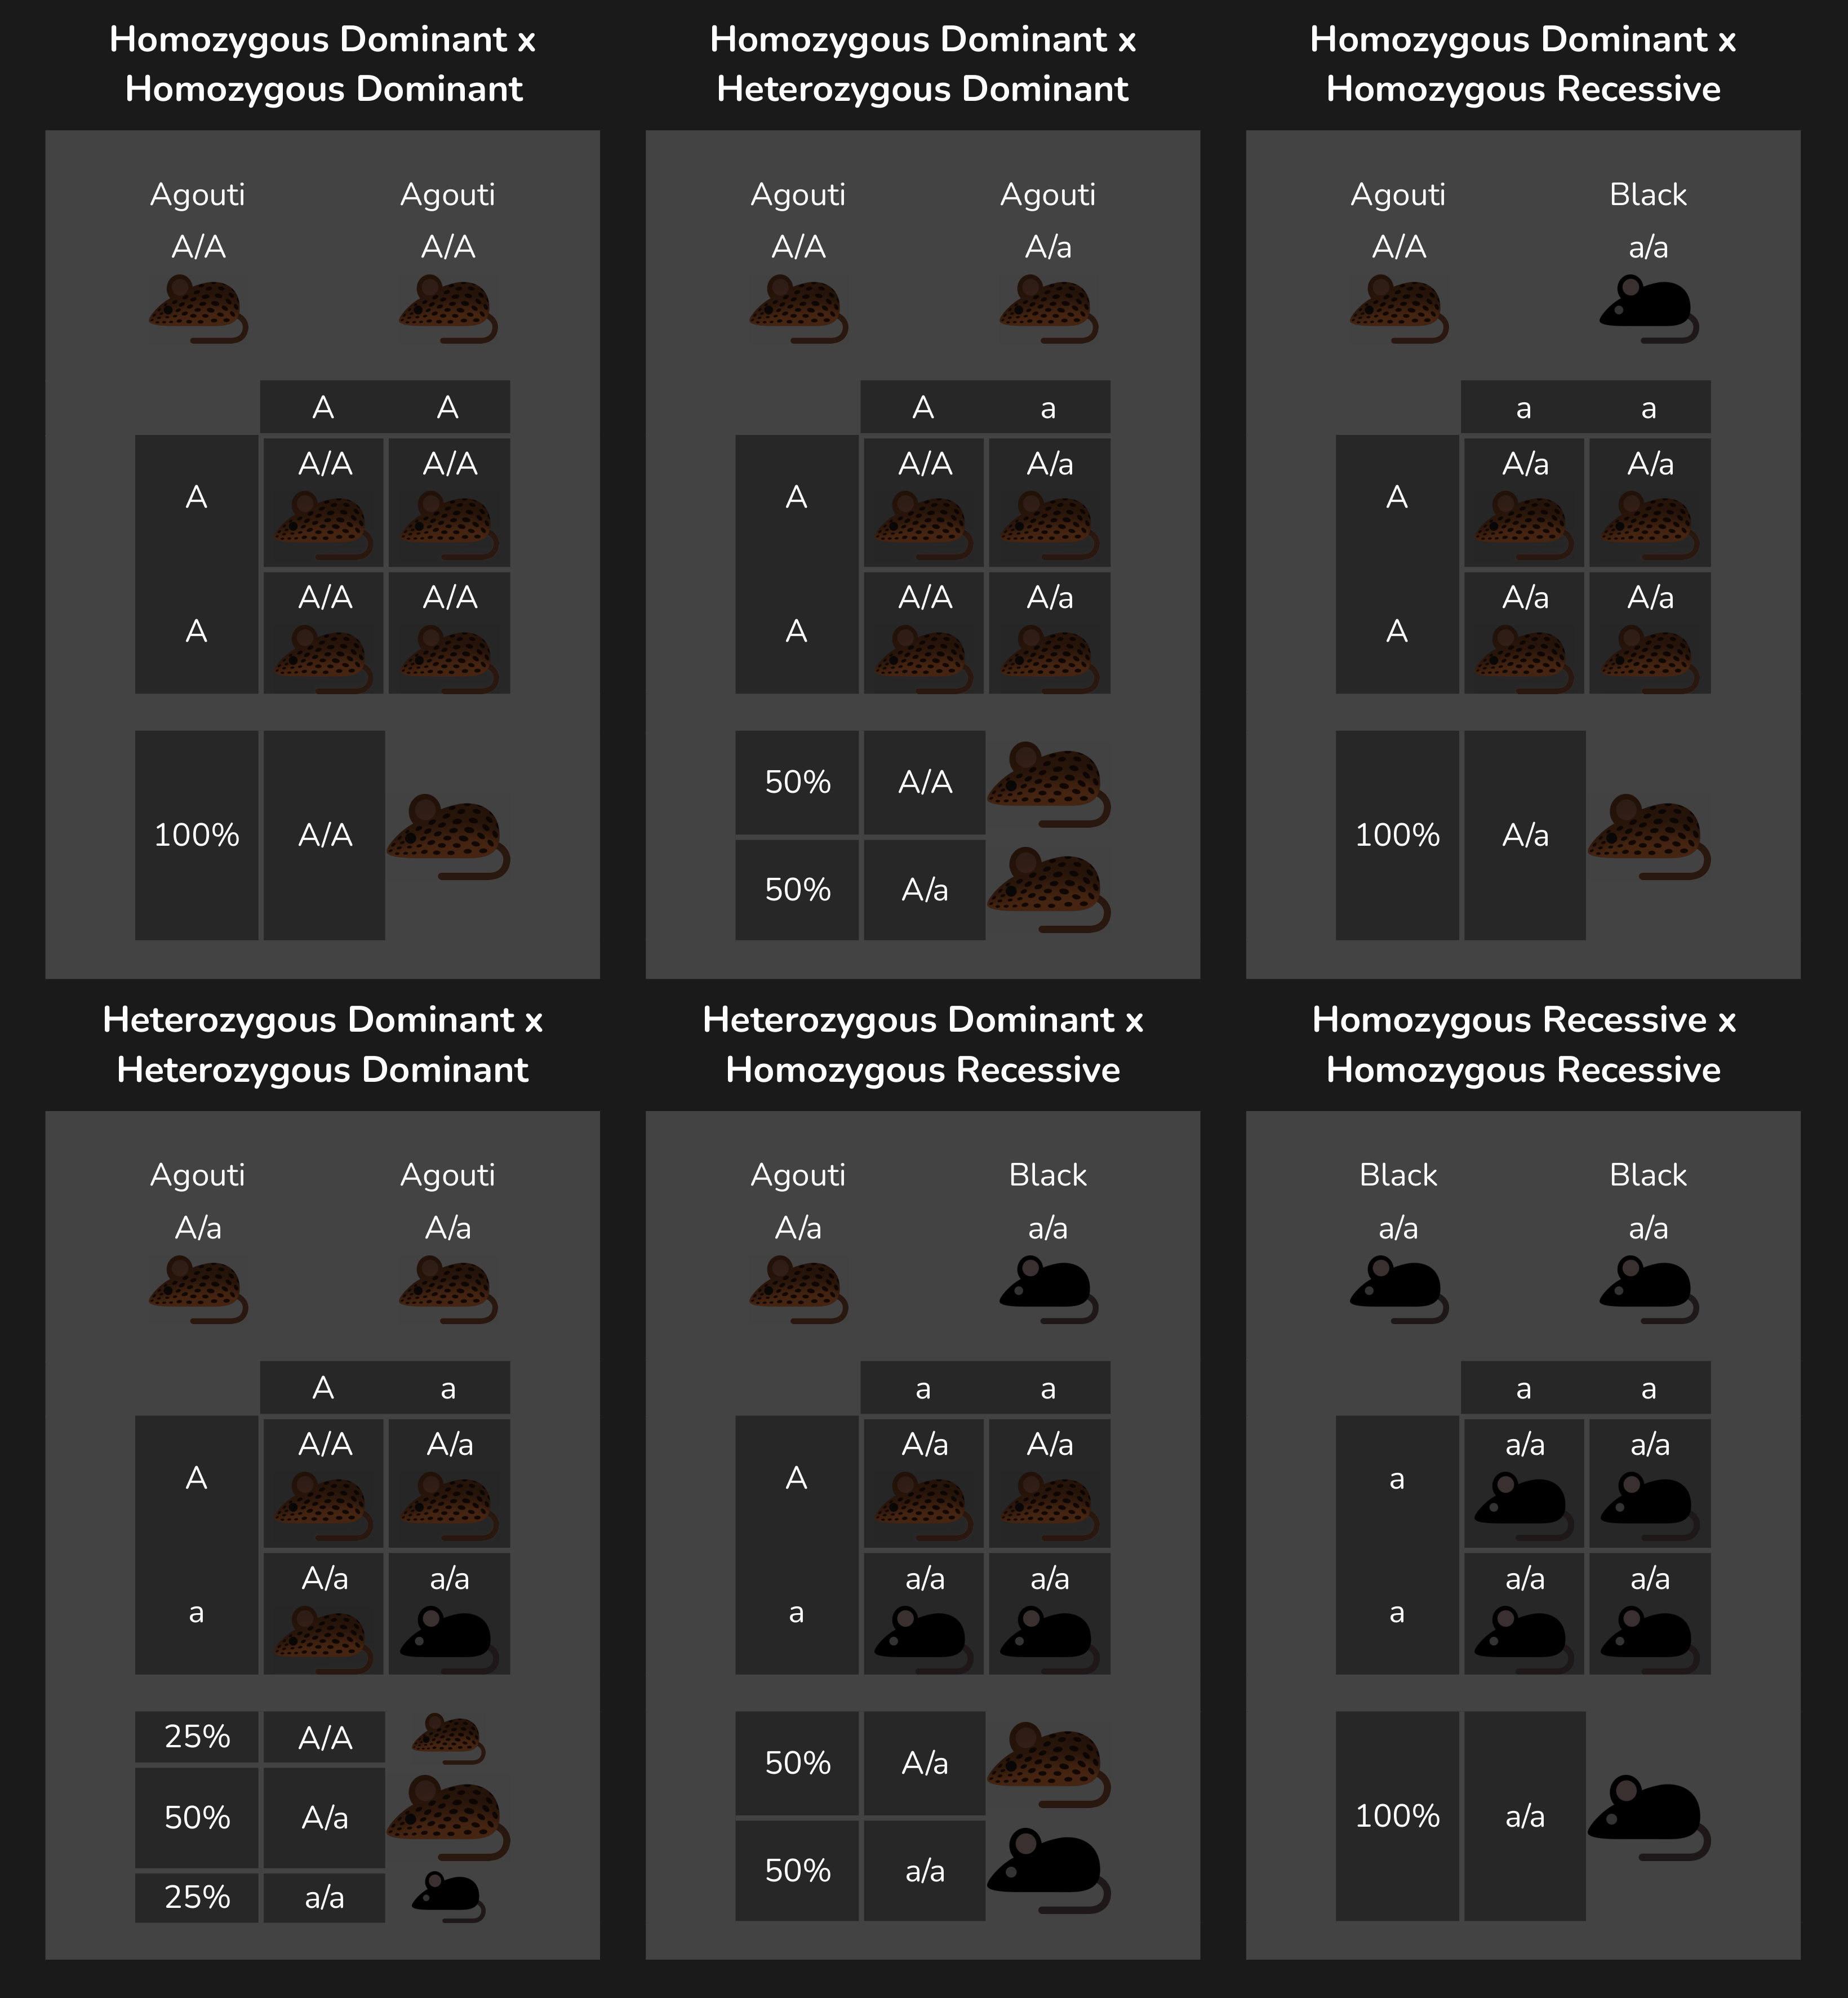 Homozygous Dominant x
Homozygous Dominant
Agouti Agouti
A/A A/A
A A
A/A A/A
A
A/A A/A
A
100% A/A
Homozygous Dominant x
Heterozygous Dominant
Agouti Agouti
A/A A/a
A a
A/A A/a
A
A/A A/a
A
50% A/A
50% A/a
Homozygous Dominant x
Homozygous Recessive
Agouti Black
A/A a/a
a a
A/a A/a
A
A/a A/a
A
100% A/a
Heterozygous Dominant x
Heterozygous Dominant
Agouti Agouti
A/a A/a
A a
A/A A/a
A
A/a a/a
a
25% A/A
50% A/a
25% a/a
Heterozygous Dominant x
Homozygous Recessive
Agouti Black
A/a a/a
a a
A/a A/a
A
a/a a/a
a
50% A/a
50% a/a
Homozygous Recessive x
Homozygous Recessive
Black Black
a/a a/a
a a
a/a a/a
a
a/a a/a
a
100% a/a